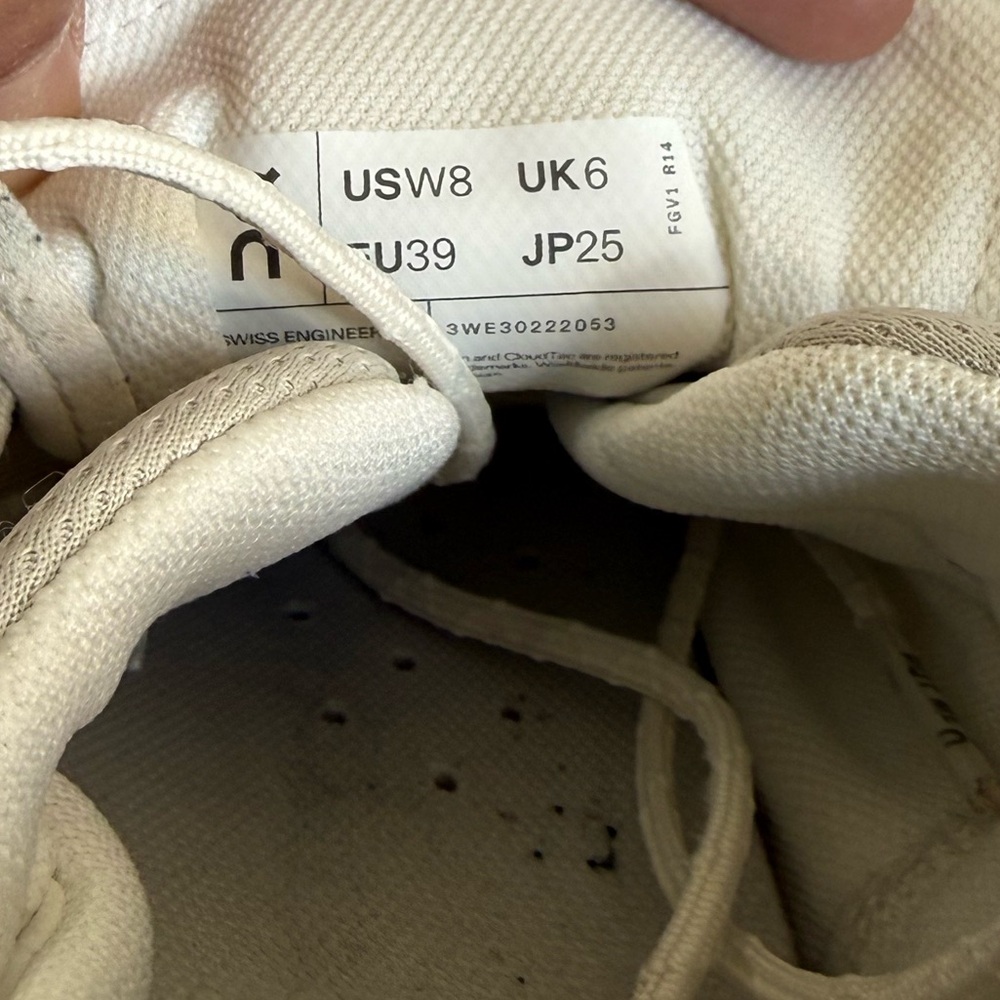 USW8 UK6
EU39 JP25
FGV1 R14
SWISS ENGINEER
3WE30222053
and CloudTec are registered
Worldwide patents